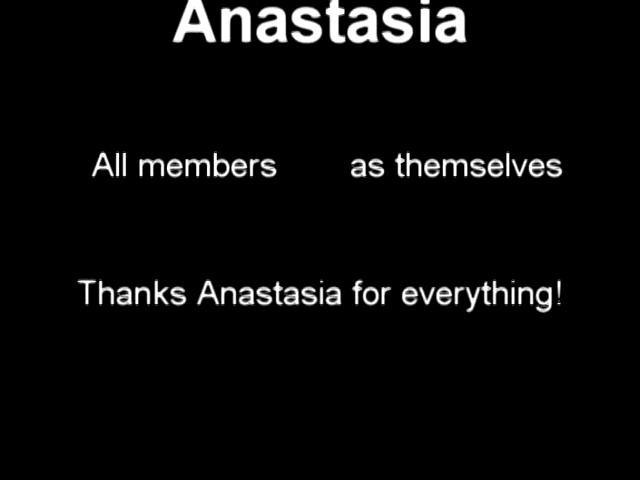 Anastasia
All members as themselves
Thanks Anastasia for everything!